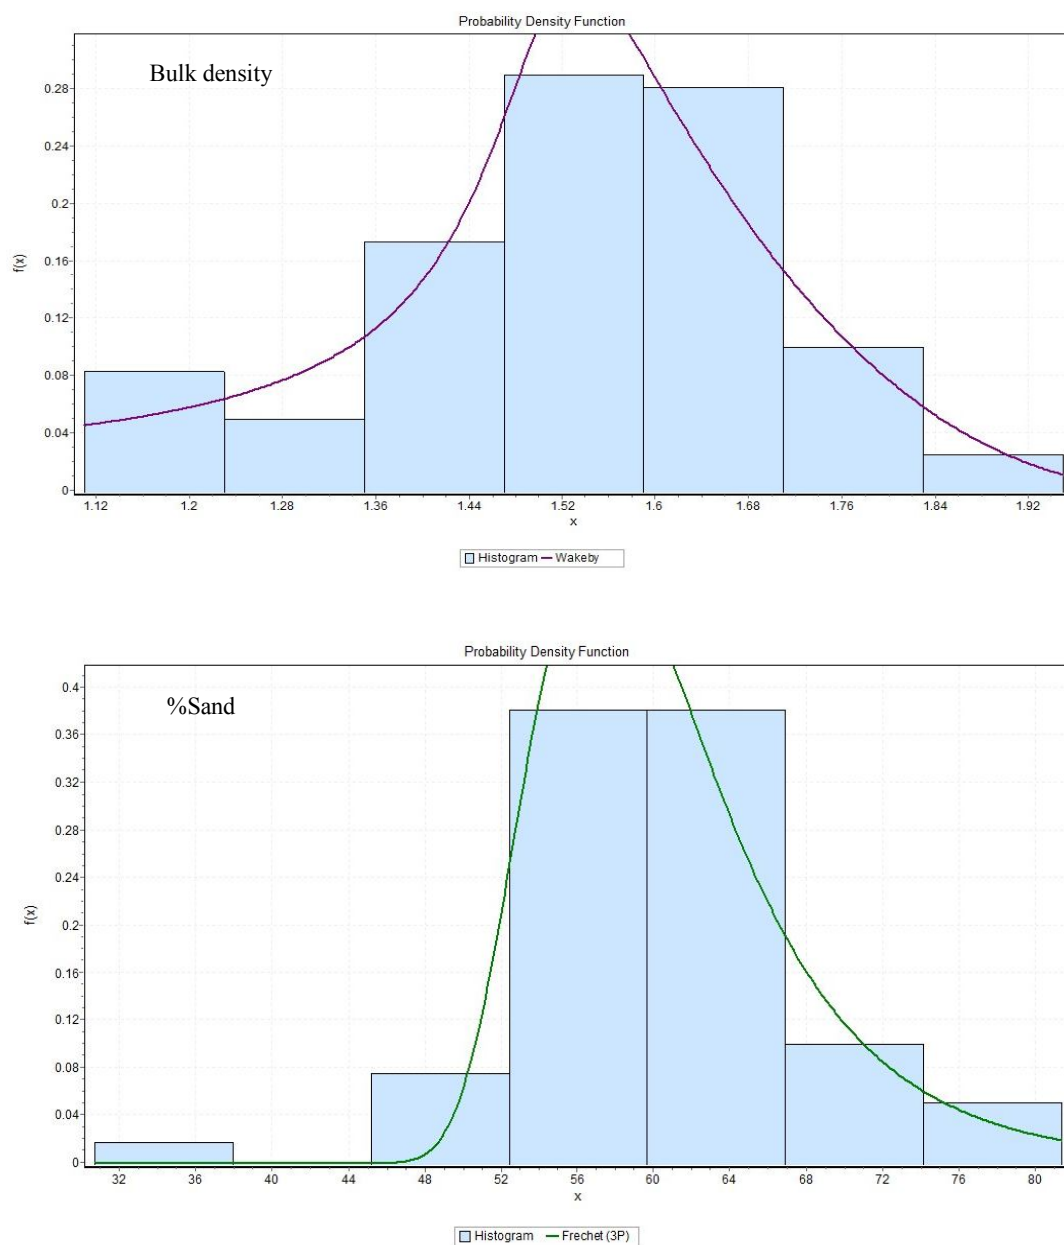 Probability Density Function
Bulk density
0.28
0.24
0.2
0.16
0.12
0.08
0.04
0
f(x)
1.12 1.2 1.28 1.36 1.44 1.52 1.6 1.68 1.76 1.84 1.92
x
Histogram Wakeby
Probability Density Function
%Sand
0.4
0.36
0.32
0.28
0.24
0.2
0.16
0.12
0.08
0.04
0
f(x)
32 36 40 44 48 52 56 60 64 68 72 76 80
x
Histogram Frechet (3P)